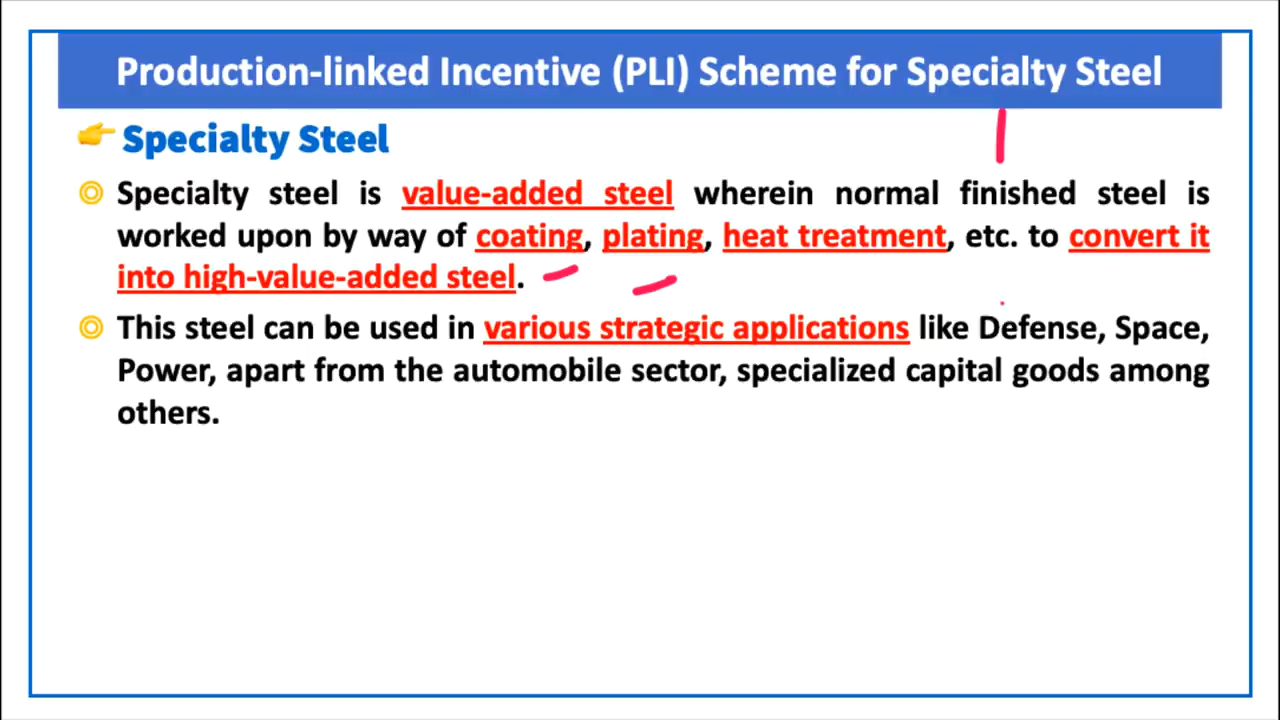 Production-linked Incentive (PLI) Scheme for Specialty Steel
Specialty Steel
Specialty steel is value-added steel wherein normal finished steel is
worked upon by way of coating, plating, heat treatment, etc. to convert it
into high-value-added steel.
This steel can be used in various strategic applications like Defense, Space,
Power, apart from the automobile sector, specialized capital goods among
others.